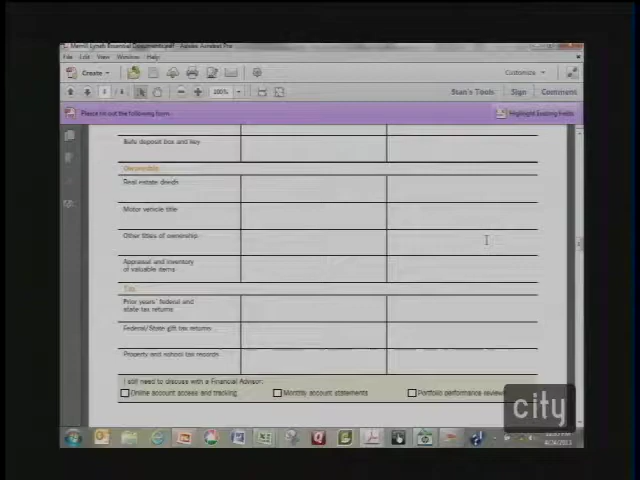 Merrill Lynch Essential Documents.pdf - Adobe Acrobat Pro
File Edit View Window Help
Create
Customize
100%
Stan's Tools
Sign
Comment
Please fill out the following form.
Highlight Existing Fields
Safe deposit box and key
Ownership
Real estate deeds
Motor vehicle title
Other titles of ownership
Appraisal and inventory
of valuable items
Tax
Prior years' federal and
state tax returns
Federal/State gift tax returns
Property and school tax records
I still need to discuss with a Financial Advisor:
Online account access and tracking
Monthly account statements
Portfolio performance reviews
city